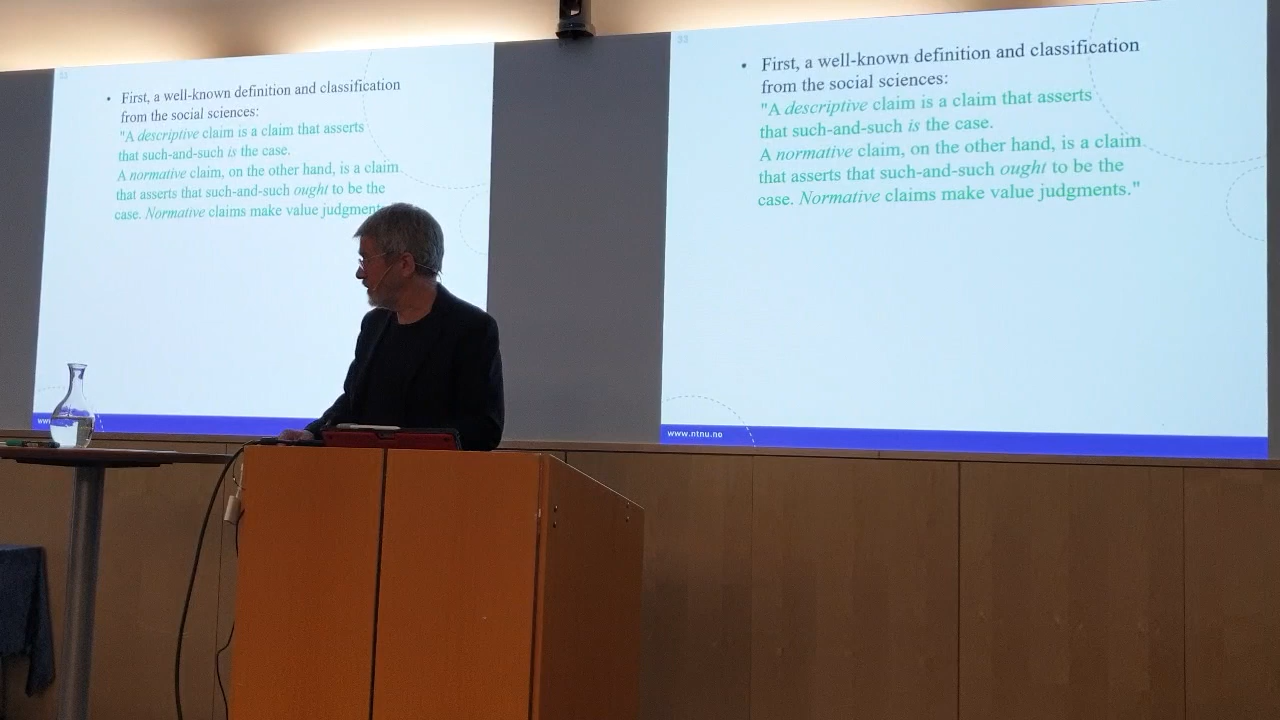 33
• First, a well-known definition and classification
from the social sciences:
"A descriptive claim is a claim that asserts
that such-and-such is the case.
A normative claim, on the other hand, is a claim
that asserts that such-and-such ought to be the
case. Normative claims make value judgments
www
33
• First, a well-known definition and classification
from the social sciences:
"A descriptive claim is a claim that asserts
that such-and-such is the case.
A normative claim, on the other hand, is a claim
that asserts that such-and-such ought to be the
case. Normative claims make value judgments."
www.ntnu.no